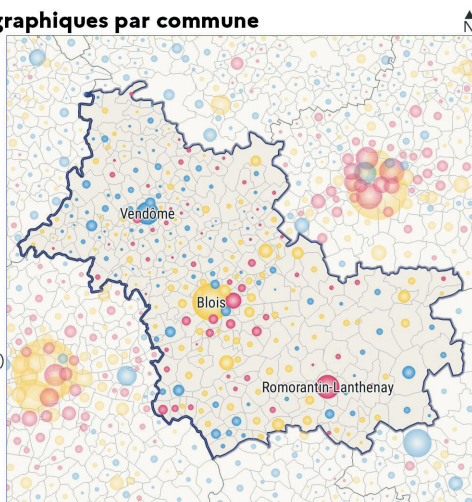 graphiques par commune
N
Vendôme
Blois
Romorantin-Lanthenay
)